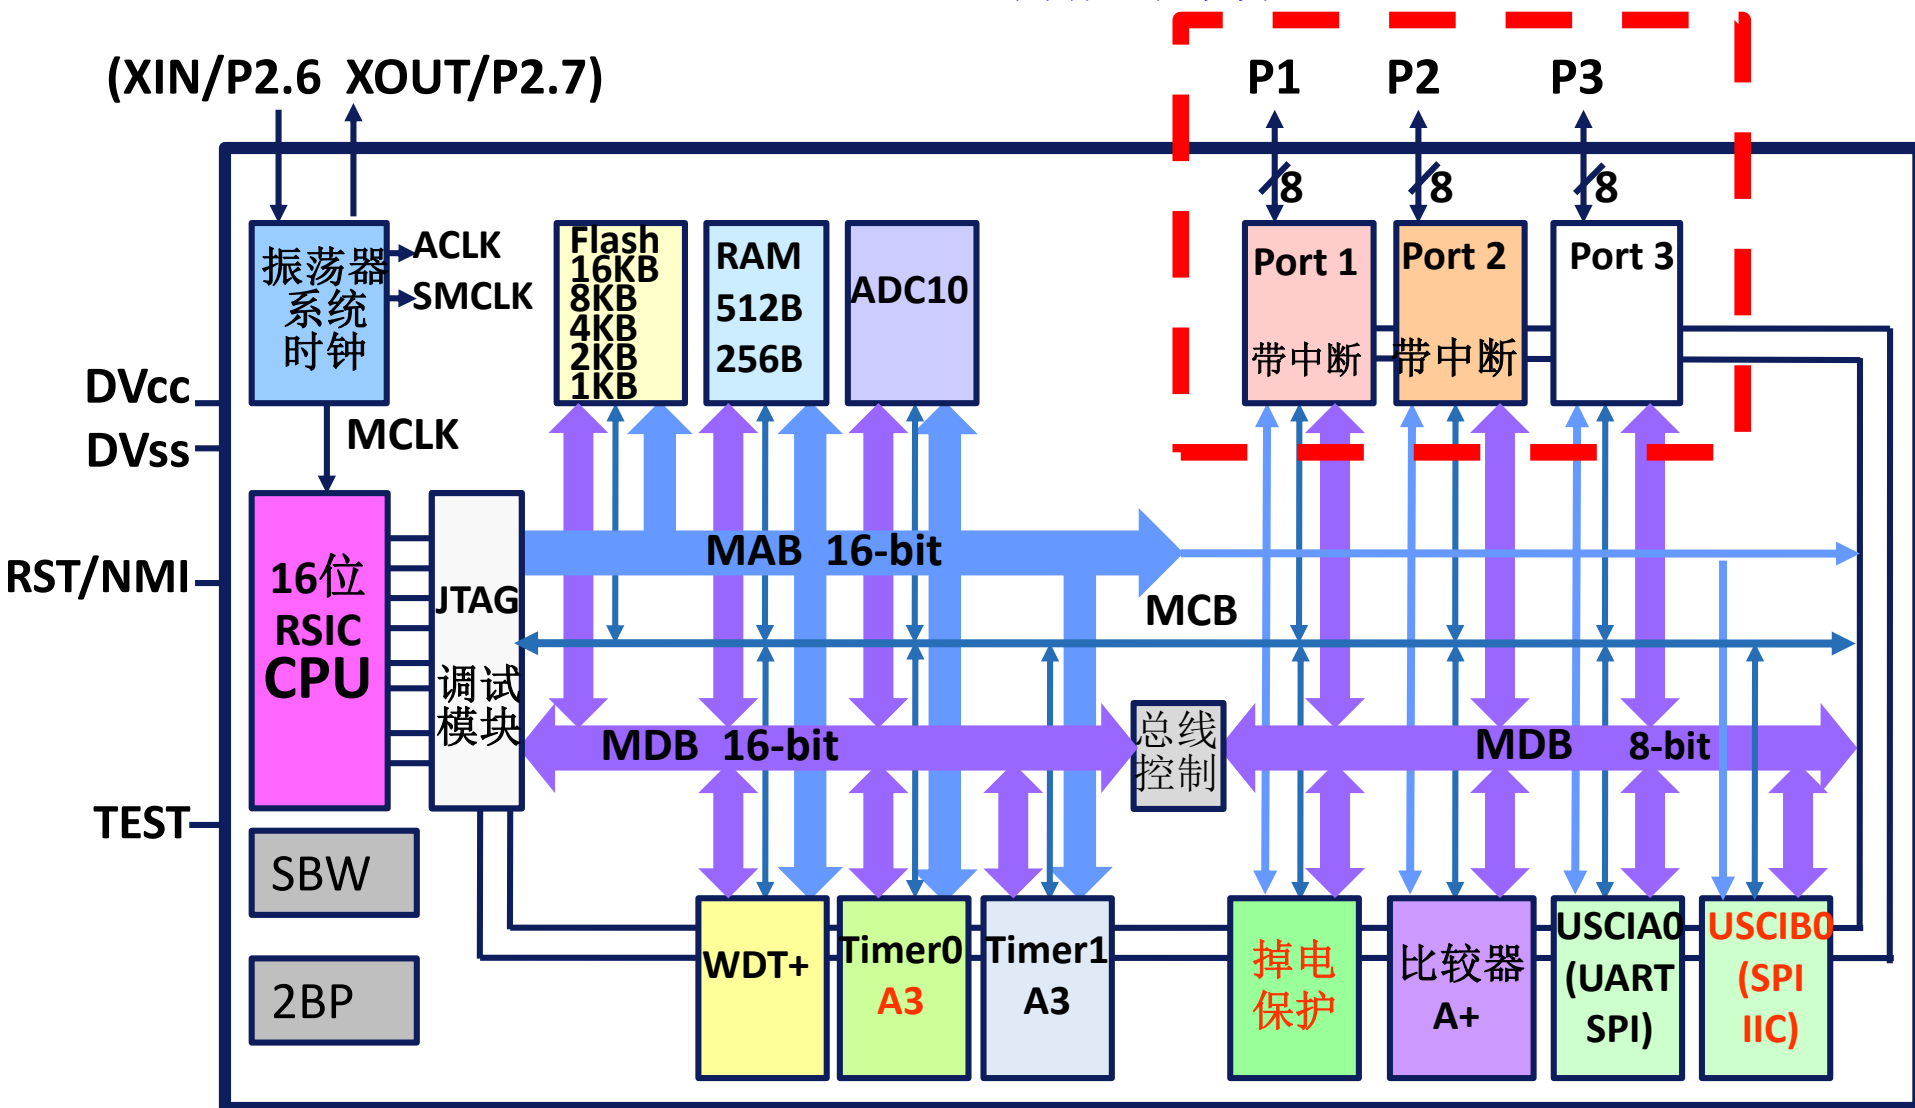 (XIN/P2.6 XOUT/P2.7)
P1
P2
P3
8
8
8
振荡器
系统
时钟
ACLK
SMCLK
Flash
16KB
8KB
4KB
2KB
1KB
RAM
512B
256B
ADC10
Port 1
带中断
Port 2
带中断
Port 3
DVcc
DVss
MCLK
RST/NMI
16位
RSIC
CPU
JTAG
调试
模块
MAB 16-bit
MCB
MDB 16-bit
总线
控制
MDB 8-bit
TEST
SBW
2BP
WDT+
Timer0
A3
Timer1
A3
掉电
保护
比较器
A+
USCIA0
(UART
SPI)
USCIB0
(SPI
IIC)